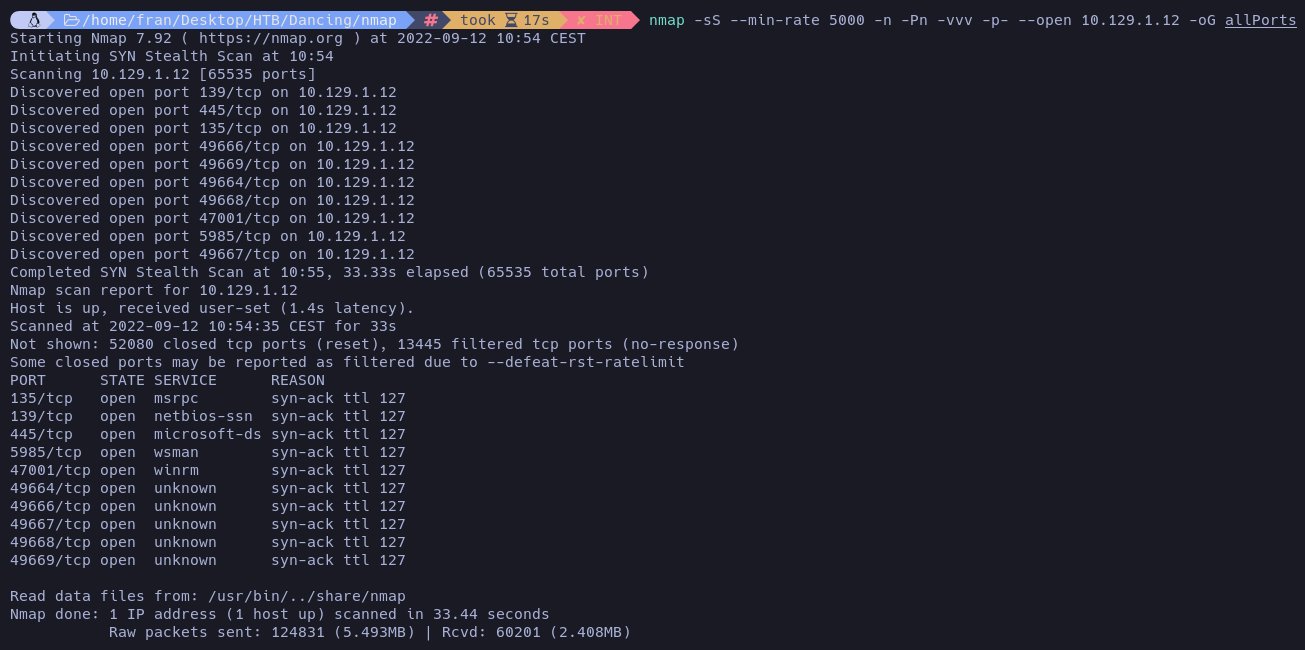 /home/fran/Desktop/HTB/Dancing/nmap # took 17s ✘ INT nmap -sS --min-rate 5000 -n -Pn -vvv -p- --open 10.129.1.12 -oG allPorts
Starting Nmap 7.92 ( https://nmap.org ) at 2022-09-12 10:54 CEST
Initiating SYN Stealth Scan at 10:54
Scanning 10.129.1.12 [65535 ports]
Discovered open port 139/tcp on 10.129.1.12
Discovered open port 445/tcp on 10.129.1.12
Discovered open port 135/tcp on 10.129.1.12
Discovered open port 49666/tcp on 10.129.1.12
Discovered open port 49669/tcp on 10.129.1.12
Discovered open port 49664/tcp on 10.129.1.12
Discovered open port 49668/tcp on 10.129.1.12
Discovered open port 47001/tcp on 10.129.1.12
Discovered open port 5985/tcp on 10.129.1.12
Discovered open port 49667/tcp on 10.129.1.12
Completed SYN Stealth Scan at 10:55, 33.33s elapsed (65535 total ports)
Nmap scan report for 10.129.1.12
Host is up, received user-set (1.4s latency).
Scanned at 2022-09-12 10:54:35 CEST for 33s
Not shown: 52080 closed tcp ports (reset), 13445 filtered tcp ports (no-response)
Some closed ports may be reported as filtered due to --defeat-rst-ratelimit
PORT      STATE SERVICE      REASON
135/tcp   open  msrpc        syn-ack ttl 127
139/tcp   open  netbios-ssn  syn-ack ttl 127
445/tcp   open  microsoft-ds syn-ack ttl 127
5985/tcp  open  wsman        syn-ack ttl 127
47001/tcp open  winrm        syn-ack ttl 127
49664/tcp open  unknown      syn-ack ttl 127
49666/tcp open  unknown      syn-ack ttl 127
49667/tcp open  unknown      syn-ack ttl 127
49668/tcp open  unknown      syn-ack ttl 127
49669/tcp open  unknown      syn-ack ttl 127
Read data files from: /usr/bin/../share/nmap
Nmap done: 1 IP address (1 host up) scanned in 33.44 seconds
           Raw packets sent: 124831 (5.493MB) | Rcvd: 60201 (2.408MB)